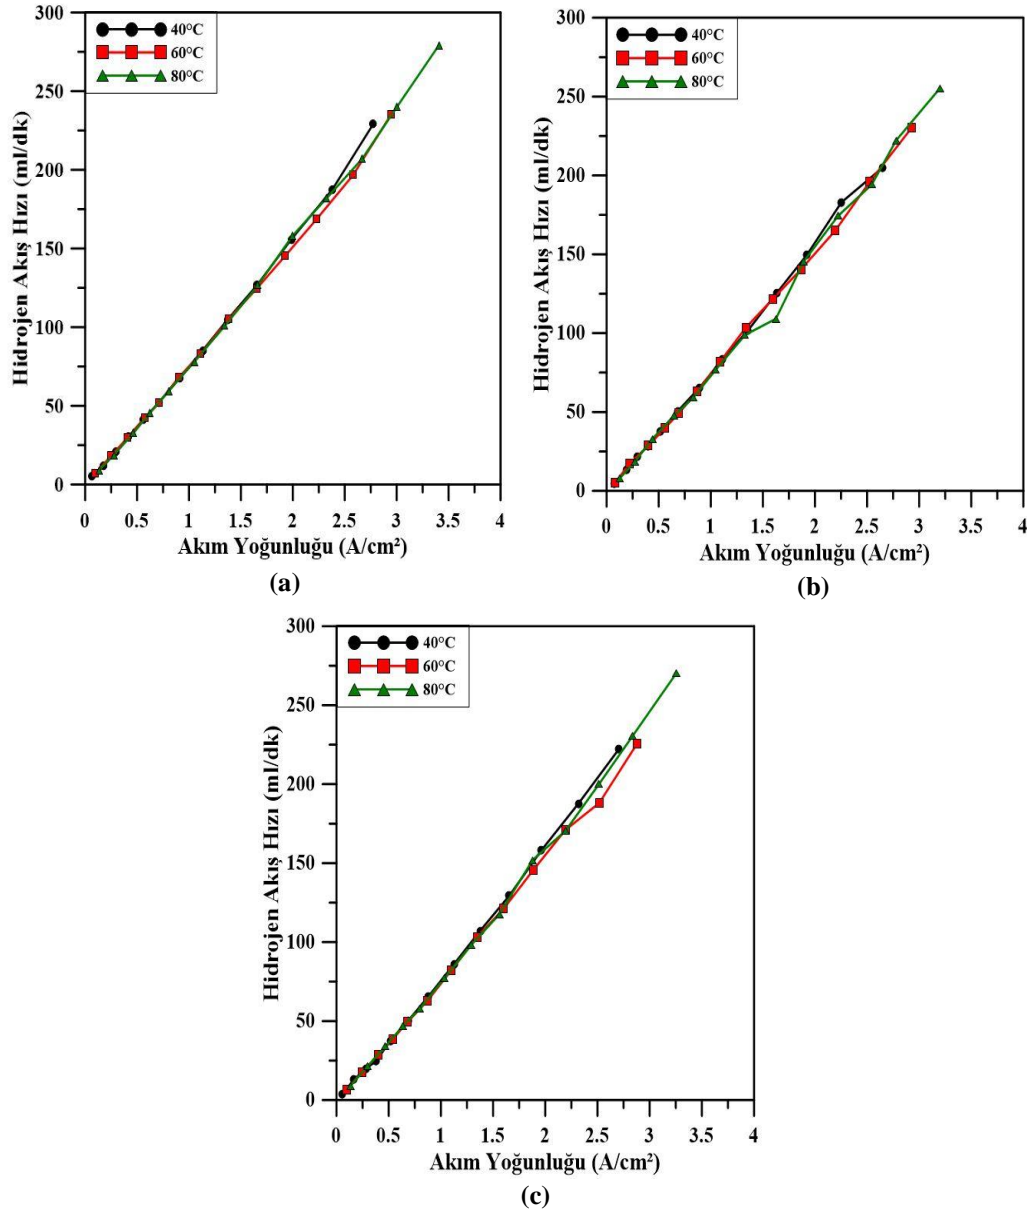 300
250
200
150
100
50
0
Hidrojen Akış Hızı (ml/dk)
40°C
60°C
80°C
0 0.5 1 1.5 2 2.5 3 3.5 4
Akım Yoğunluğu (A/cm²)
(a)
300
250
200
150
100
50
0
Hidrojen Akış Hızı (ml/dk)
40°C
60°C
80°C
0 0.5 1 1.5 2 2.5 3 3.5 4
Akım Yoğunluğu (A/cm²)
(b)
300
250
200
150
100
50
0
Hidrojen Akış Hızı (ml/dk)
40°C
60°C
80°C
0 0.5 1 1.5 2 2.5 3 3.5 4
Akım Yoğunluğu (A/cm²)
(c)